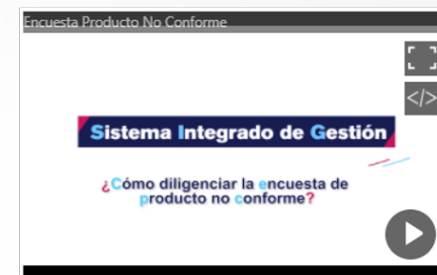 Encuesta Producto No Conforme
</>
Sistema Integrado de Gestión
¿Cómo diligenciar la encuesta de
producto no conforme?